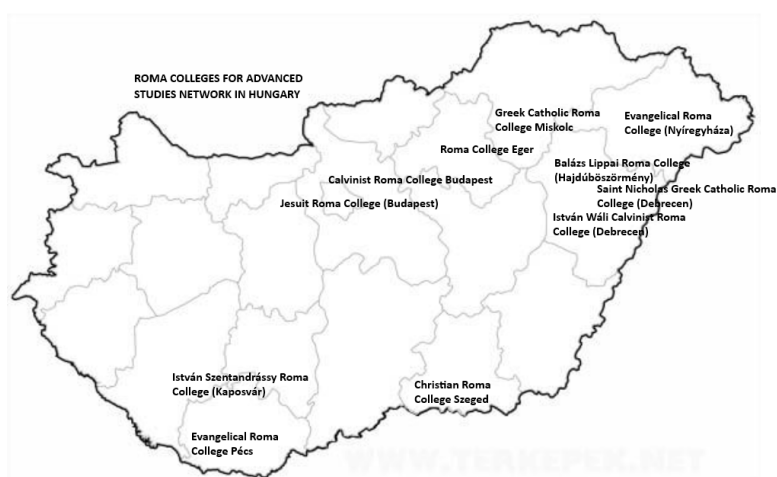 ROMA COLLEGES FOR ADVANCED
STUDIES NETWORK IN HUNGARY
Greek Catholic Roma
College Miskolc
Evangelical Roma
College (Nyíregyháza)
Roma College Eger
Balázs Lippai Roma College
(Hajdúböszörmény)
Calvinist Roma College Budapest
Saint Nicholas Greek Catholic Roma
College (Debrecen)
Jesuit Roma College (Budapest)
István Wáli Calvinist Roma
College (Debrecen)
István Szentandrássy Roma
College (Kaposvár)
Christian Roma
College Szeged
Evangelical Roma
College Pécs
WWW.TERKEPEK.NET